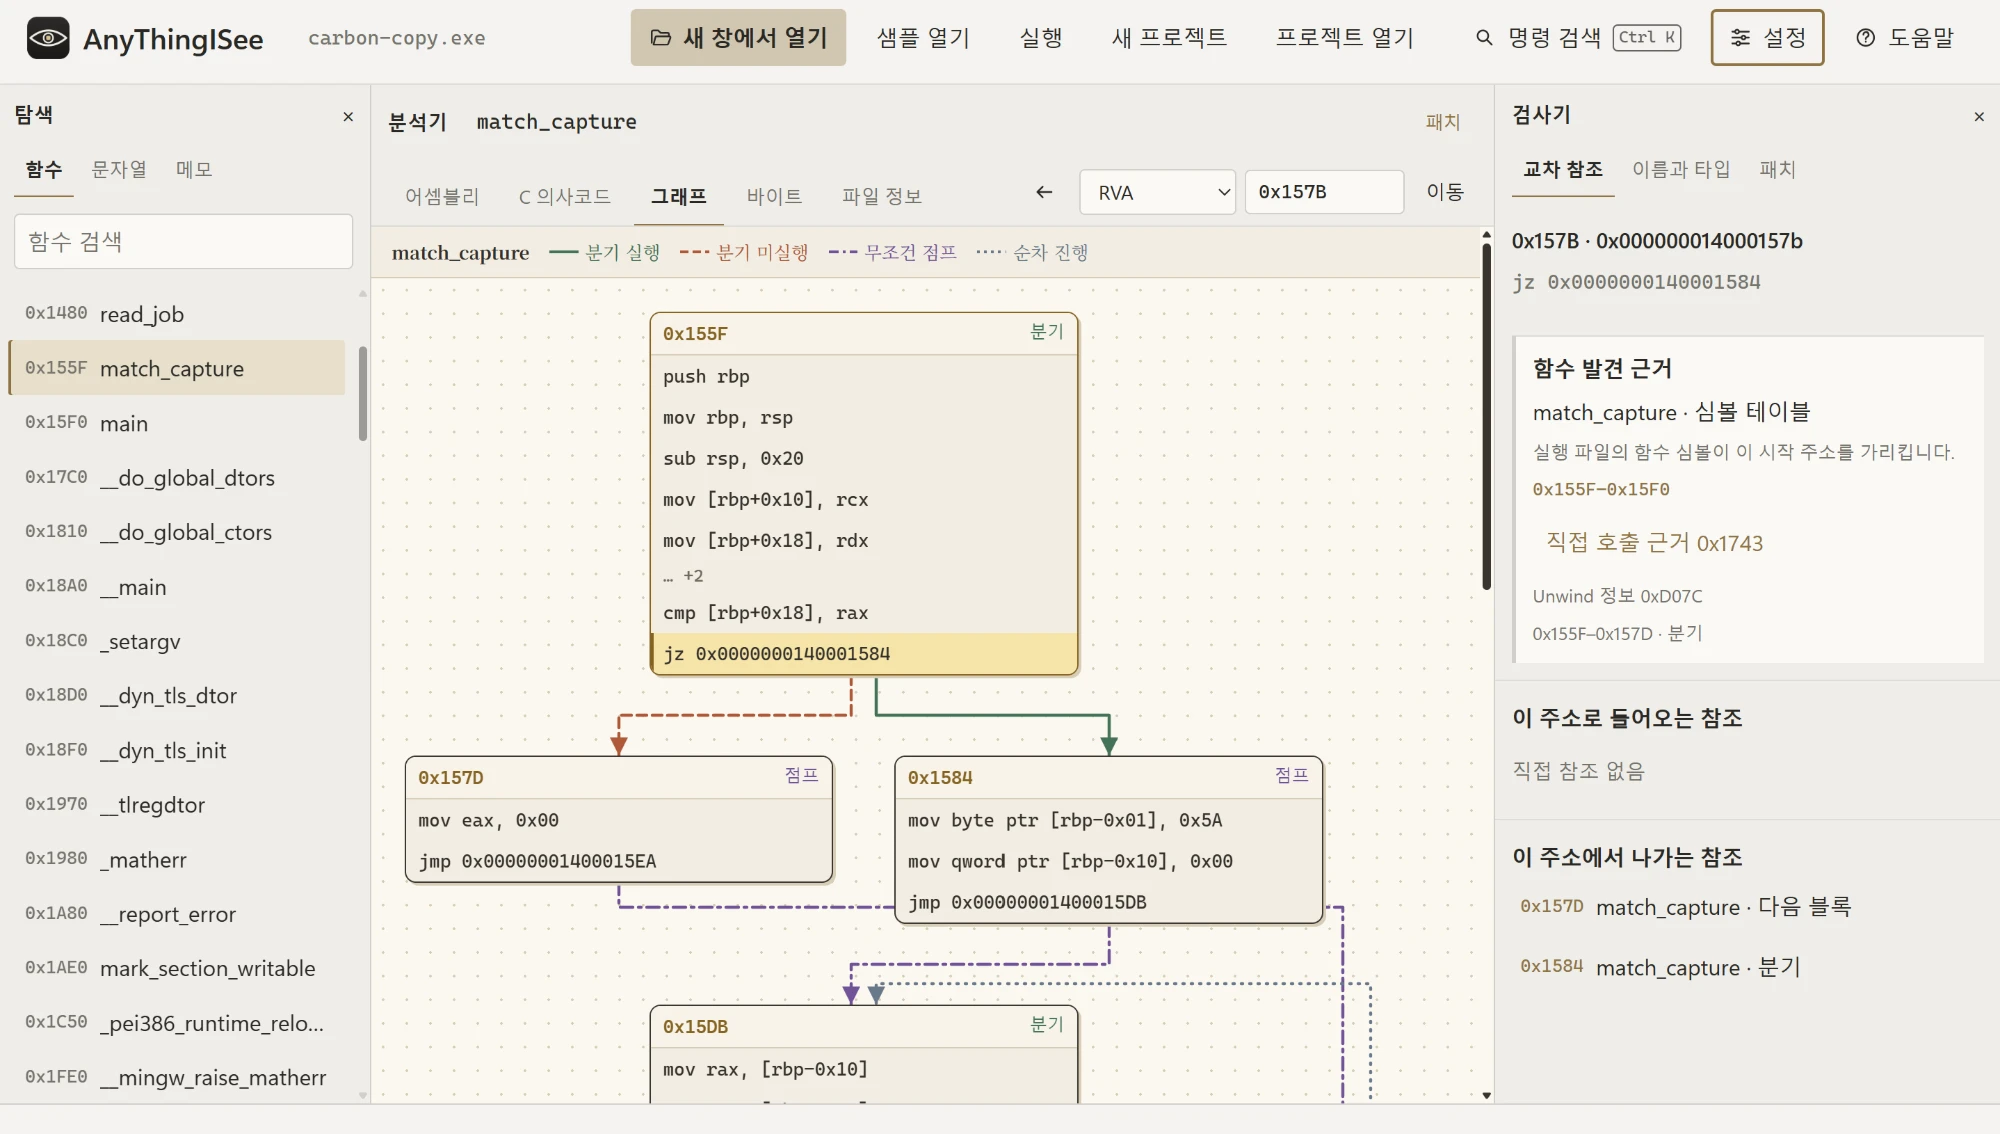 AnyThingISee
carbon-copy.exe
새 창에서 열기
샘플 열기
실행
새 프로젝트
프로젝트 열기
명령 검색 Ctrl K
설정
도움말
탐색
×
함수 문자열 메모
함수 검색
0x1480 read_job
0x155F match_capture
0x15F0 main
0x17C0 __do_global_dtors
0x1810 __do_global_ctors
0x18A0 __main
0x18C0 _setargv
0x18D0 __dyn_tls_dtor
0x18F0 __dyn_tls_init
0x1970 __tlregdtor
0x1980 _matherr
0x1A80 __report_error
0x1AE0 mark_section_writable
0x1C50 _pei386_runtime_relo...
0x1FE0 __mingw_raise_matherr
분석기 match_capture
패치
어셈블리 C 의사코드 그래프 바이트 파일 정보
← RVA 0x157B 이동
match_capture 분기 실행 분기 미실행 무조건 점프 순차 진행
0x155F 분기
push rbp
mov rbp, rsp
sub rsp, 0x20
mov [rbp+0x10], rcx
mov [rbp+0x18], rdx
… +2
cmp [rbp+0x18], rax
jz 0x0000000140001584
0x157D 점프
mov eax, 0x00
jmp 0x00000001400015EA
0x1584 점프
mov byte ptr [rbp-0x01], 0x5A
mov qword ptr [rbp-0x10], 0x00
jmp 0x00000001400015DB
0x15DB 분기
mov rax, [rbp-0x10]
검사기
×
교차 참조 이름과 타입 패치
0x157B · 0x000000014000157b
jz 0x0000000140001584
함수 발견 근거
match_capture · 심볼 테이블
실행 파일의 함수 심볼이 이 시작 주소를 가리킵니다.
0x155F–0x15F0
직접 호출 근거 0x1743
Unwind 정보 0xD07C
0x155F–0x157D · 분기
이 주소로 들어오는 참조
직접 참조 없음
이 주소에서 나가는 참조
0x157D match_capture · 다음 블록
0x1584 match_capture · 분기